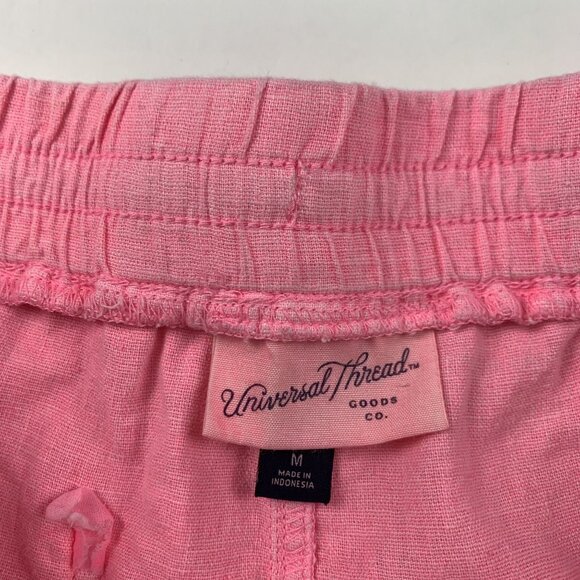 Universal Thread™
GOODS
CO.
M
MADE IN
INDONESIA